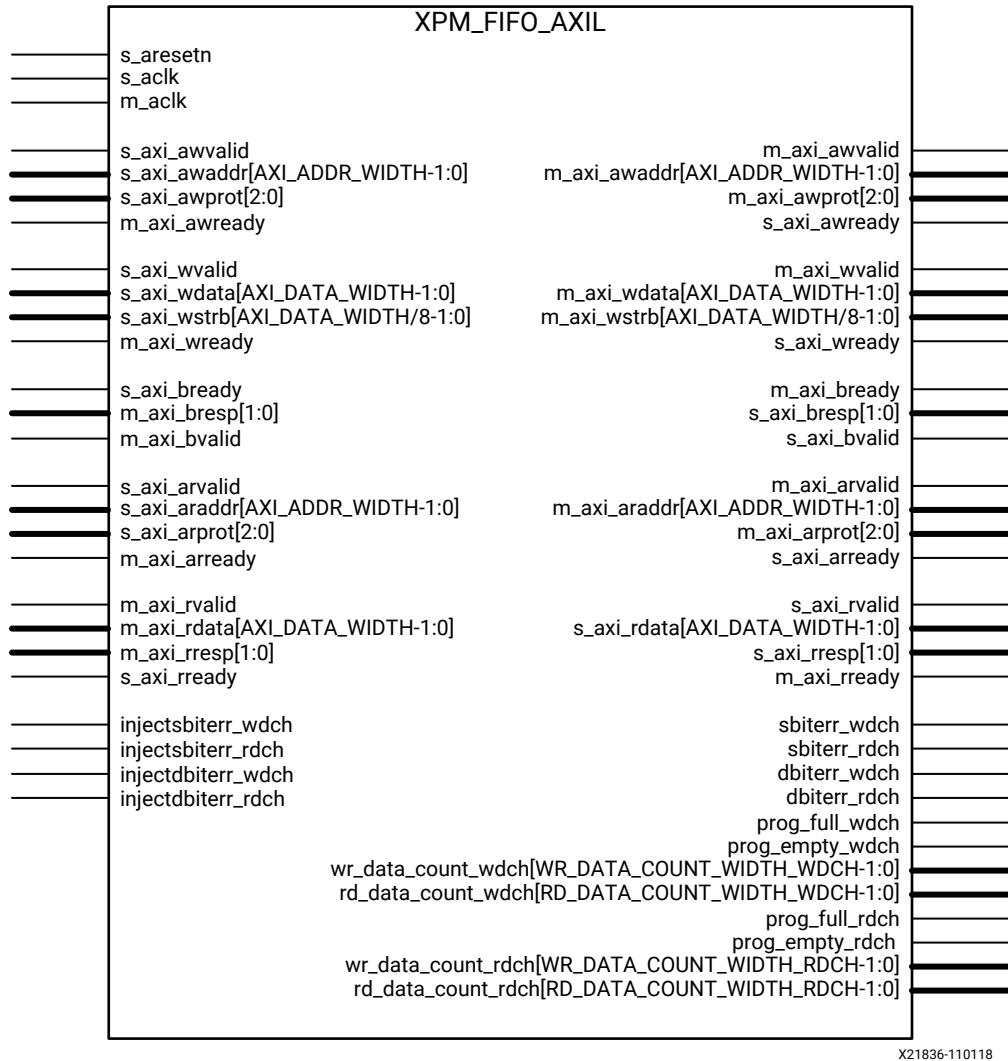 XPM_FIFO_AXIL
s_aresetn
s_aclk
m_aclk
s_axi_awvalid
s_axi_awaddr[AXI_ADDR_WIDTH-1:0]
s_axi_awprot[2:0]
m_axi_awready
m_axi_awvalid
m_axi_awaddr[AXI_ADDR_WIDTH-1:0]
m_axi_awprot[2:0]
s_axi_awready
s_axi_wvalid
s_axi_wdata[AXI_DATA_WIDTH-1:0]
s_axi_wstrb[AXI_DATA_WIDTH/8-1:0]
m_axi_wready
m_axi_wvalid
m_axi_wdata[AXI_DATA_WIDTH-1:0]
m_axi_wstrb[AXI_DATA_WIDTH/8-1:0]
s_axi_wready
s_axi_bready
m_axi_bresp[1:0]
m_axi_bvalid
m_axi_bready
s_axi_bresp[1:0]
s_axi_bvalid
s_axi_arvalid
s_axi_araddr[AXI_ADDR_WIDTH-1:0]
s_axi_arprot[2:0]
m_axi_arready
m_axi_arvalid
m_axi_araddr[AXI_ADDR_WIDTH-1:0]
m_axi_arprot[2:0]
s_axi_arready
m_axi_rvalid
m_axi_rdata[AXI_DATA_WIDTH-1:0]
m_axi_rresp[1:0]
s_axi_rready
s_axi_rvalid
s_axi_rdata[AXI_DATA_WIDTH-1:0]
s_axi_rresp[1:0]
m_axi_rready
injectsbiterr_wdch
injectsbiterr_rdch
injectdbiterr_wdch
injectdbiterr_rdch
sbiterr_wdch
sbiterr_rdch
dbiterr_wdch
dbiterr_rdch
prog_full_wdch
prog_empty_wdch
wr_data_count_wdch[WR_DATA_COUNT_WIDTH_WDCH-1:0]
rd_data_count_wdch[RD_DATA_COUNT_WIDTH_WDCH-1:0]
prog_full_rdch
prog_empty_rdch
wr_data_count_rdch[WR_DATA_COUNT_WIDTH_RDCH-1:0]
rd_data_count_rdch[RD_DATA_COUNT_WIDTH_RDCH-1:0]
X21836-110118